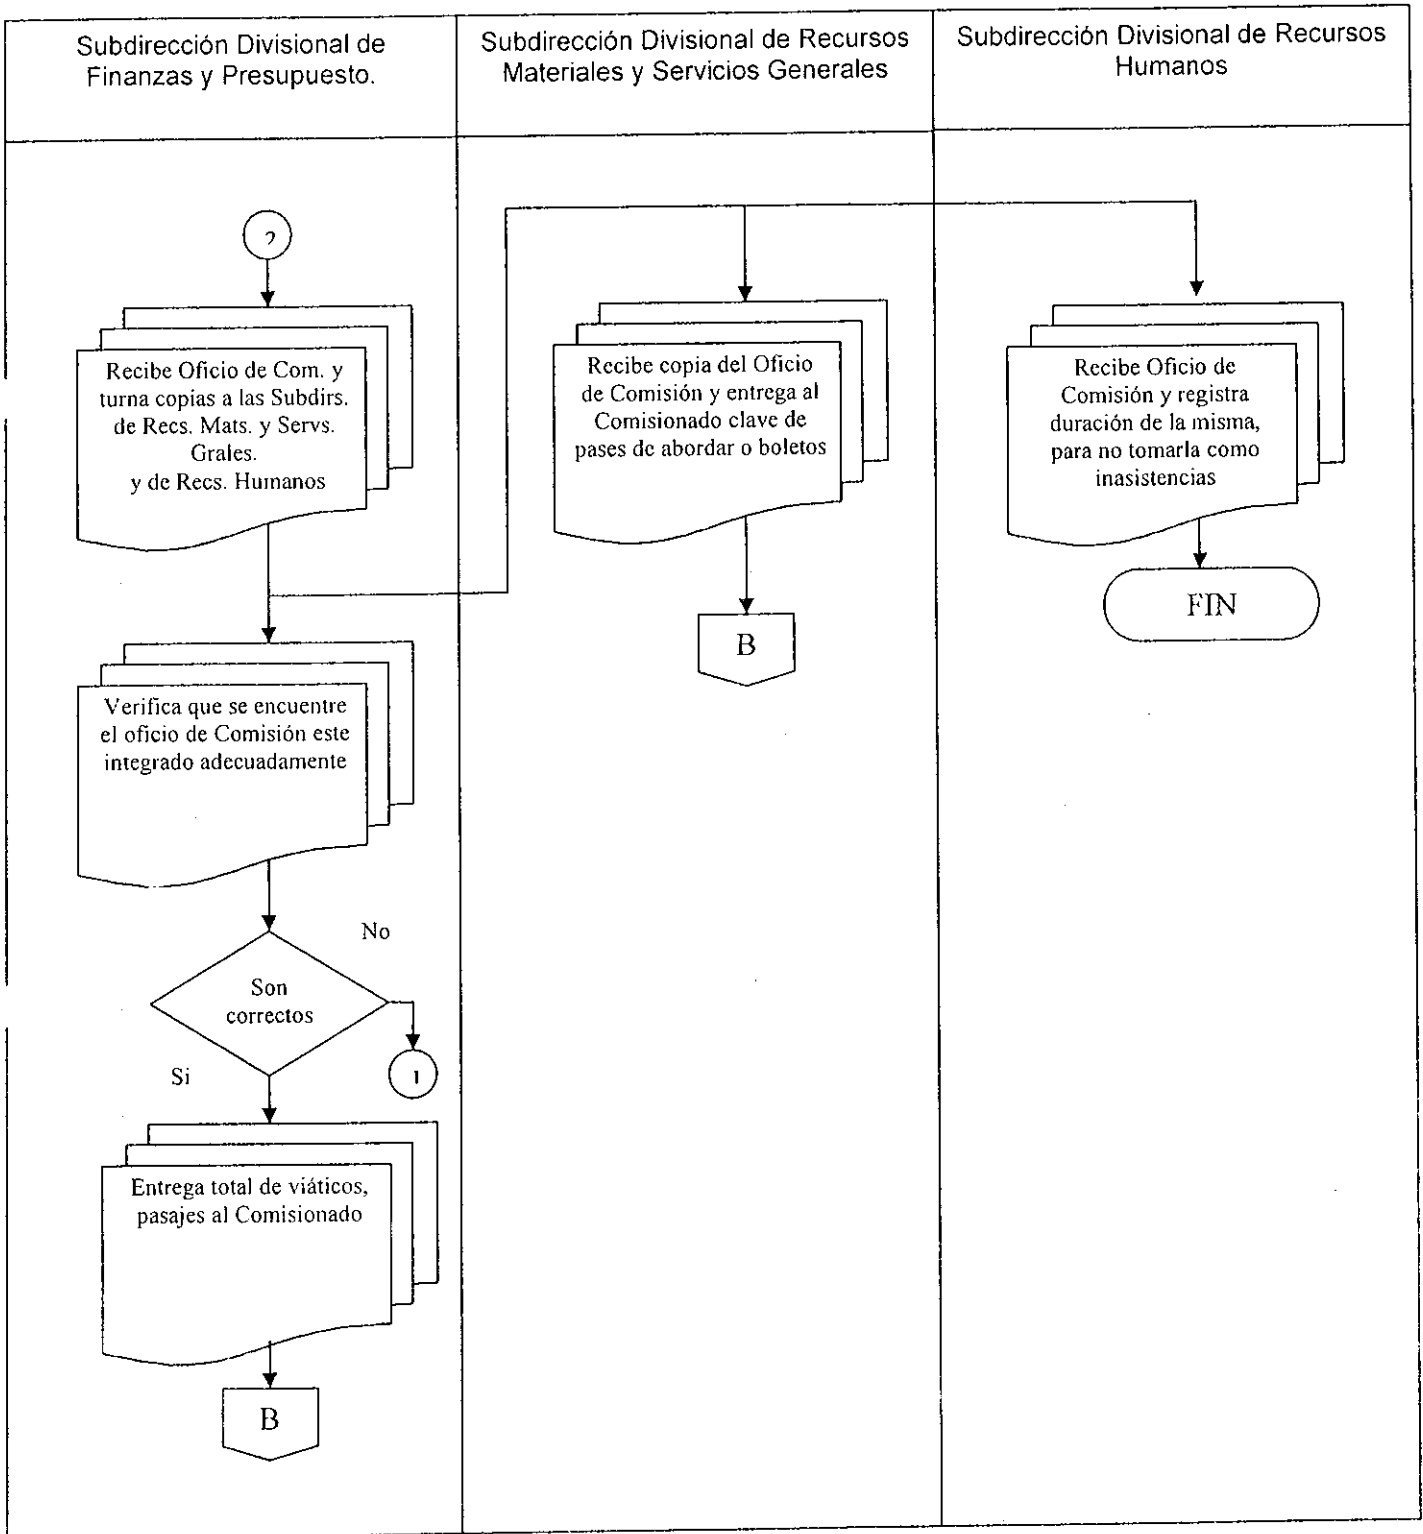 Subdirección Divisional de
Finanzas y Presupuesto.
Subdirección Divisional de Recursos
Materiales y Servicios Generales
Subdirección Divisional de Recursos
Humanos
2
Recibe Oficio de Com. y
turna copias a las Subdirs.
de Recs. Mats. y Servs.
Grales.
y de Recs. Humanos
Recibe copia del Oficio
de Comisión y entrega al
Comisionado clave de
pases de abordar o boletos
Recibe Oficio de
Comisión y registra
duración de la misma,
para no tomarla como
inasistencias
B
FIN
Verifica que se encuentre
el oficio de Comisión este
integrado adecuadamente
No
Son
correctos
Si
1
Entrega total de viáticos,
pasajes al Comisionado
B